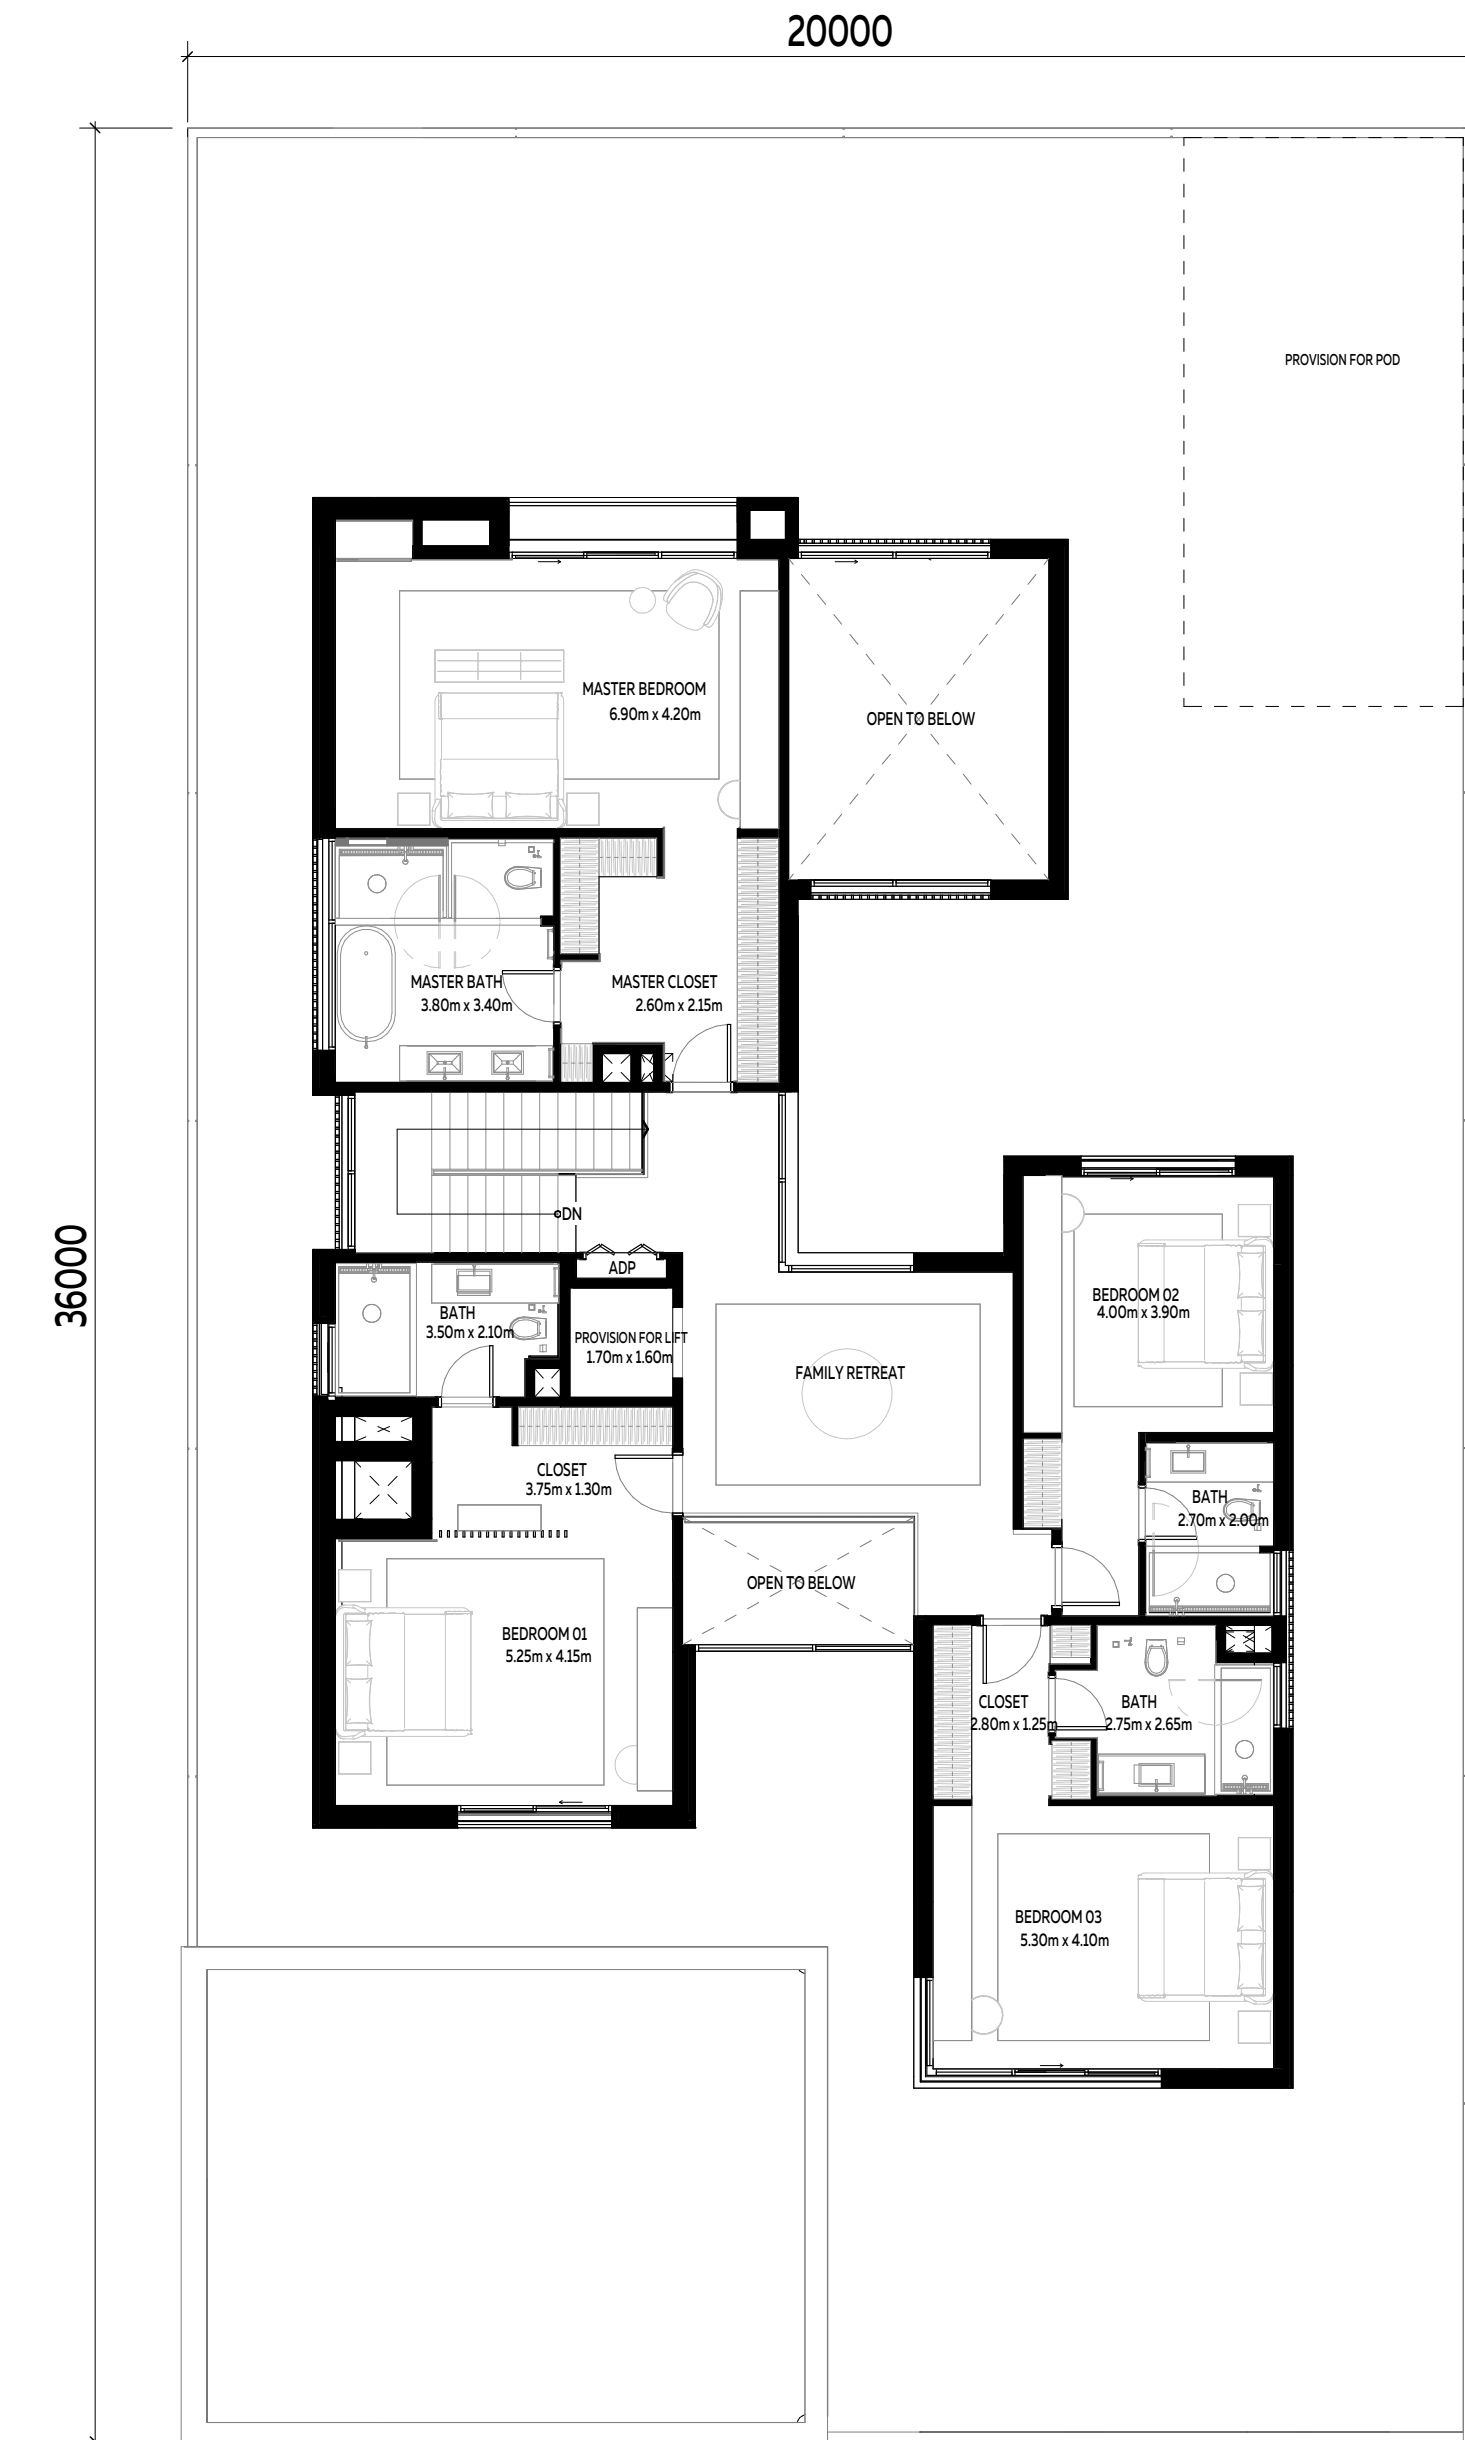 20000
36000
PROVISION FOR POD
MASTER BEDROOM
6.90m x 4.20m
OPEN TO BELOW
MASTER BATH
3.80m x 3.40m
MASTER CLOSET
2.60m x 2.15m
DN
ADP
BATH
3.50m x 2.10m
PROVISION FOR LIFT
1.70m x 1.60m
FAMILY RETREAT
BEDROOM 02
4.00m x 3.90m
CLOSET
3.75m x 1.30m
BATH
2.70m x 2.00m
OPEN TO BELOW
BEDROOM 01
5.25m x 4.15m
CLOSET
2.80m x 1.25m
BATH
2.75m x 2.65m
BEDROOM 03
5.30m x 4.10m